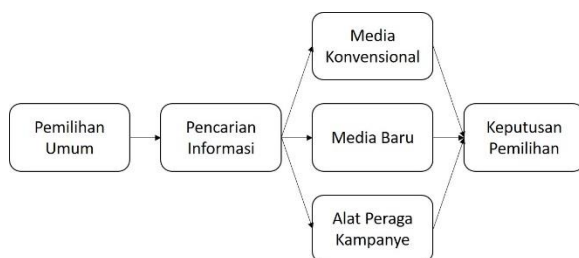 Pemilihan
Umum
Pencarian
Informasi
Media
Konvensional
Media Baru
Alat Peraga
Kampanye
Keputusan
Pemilihan